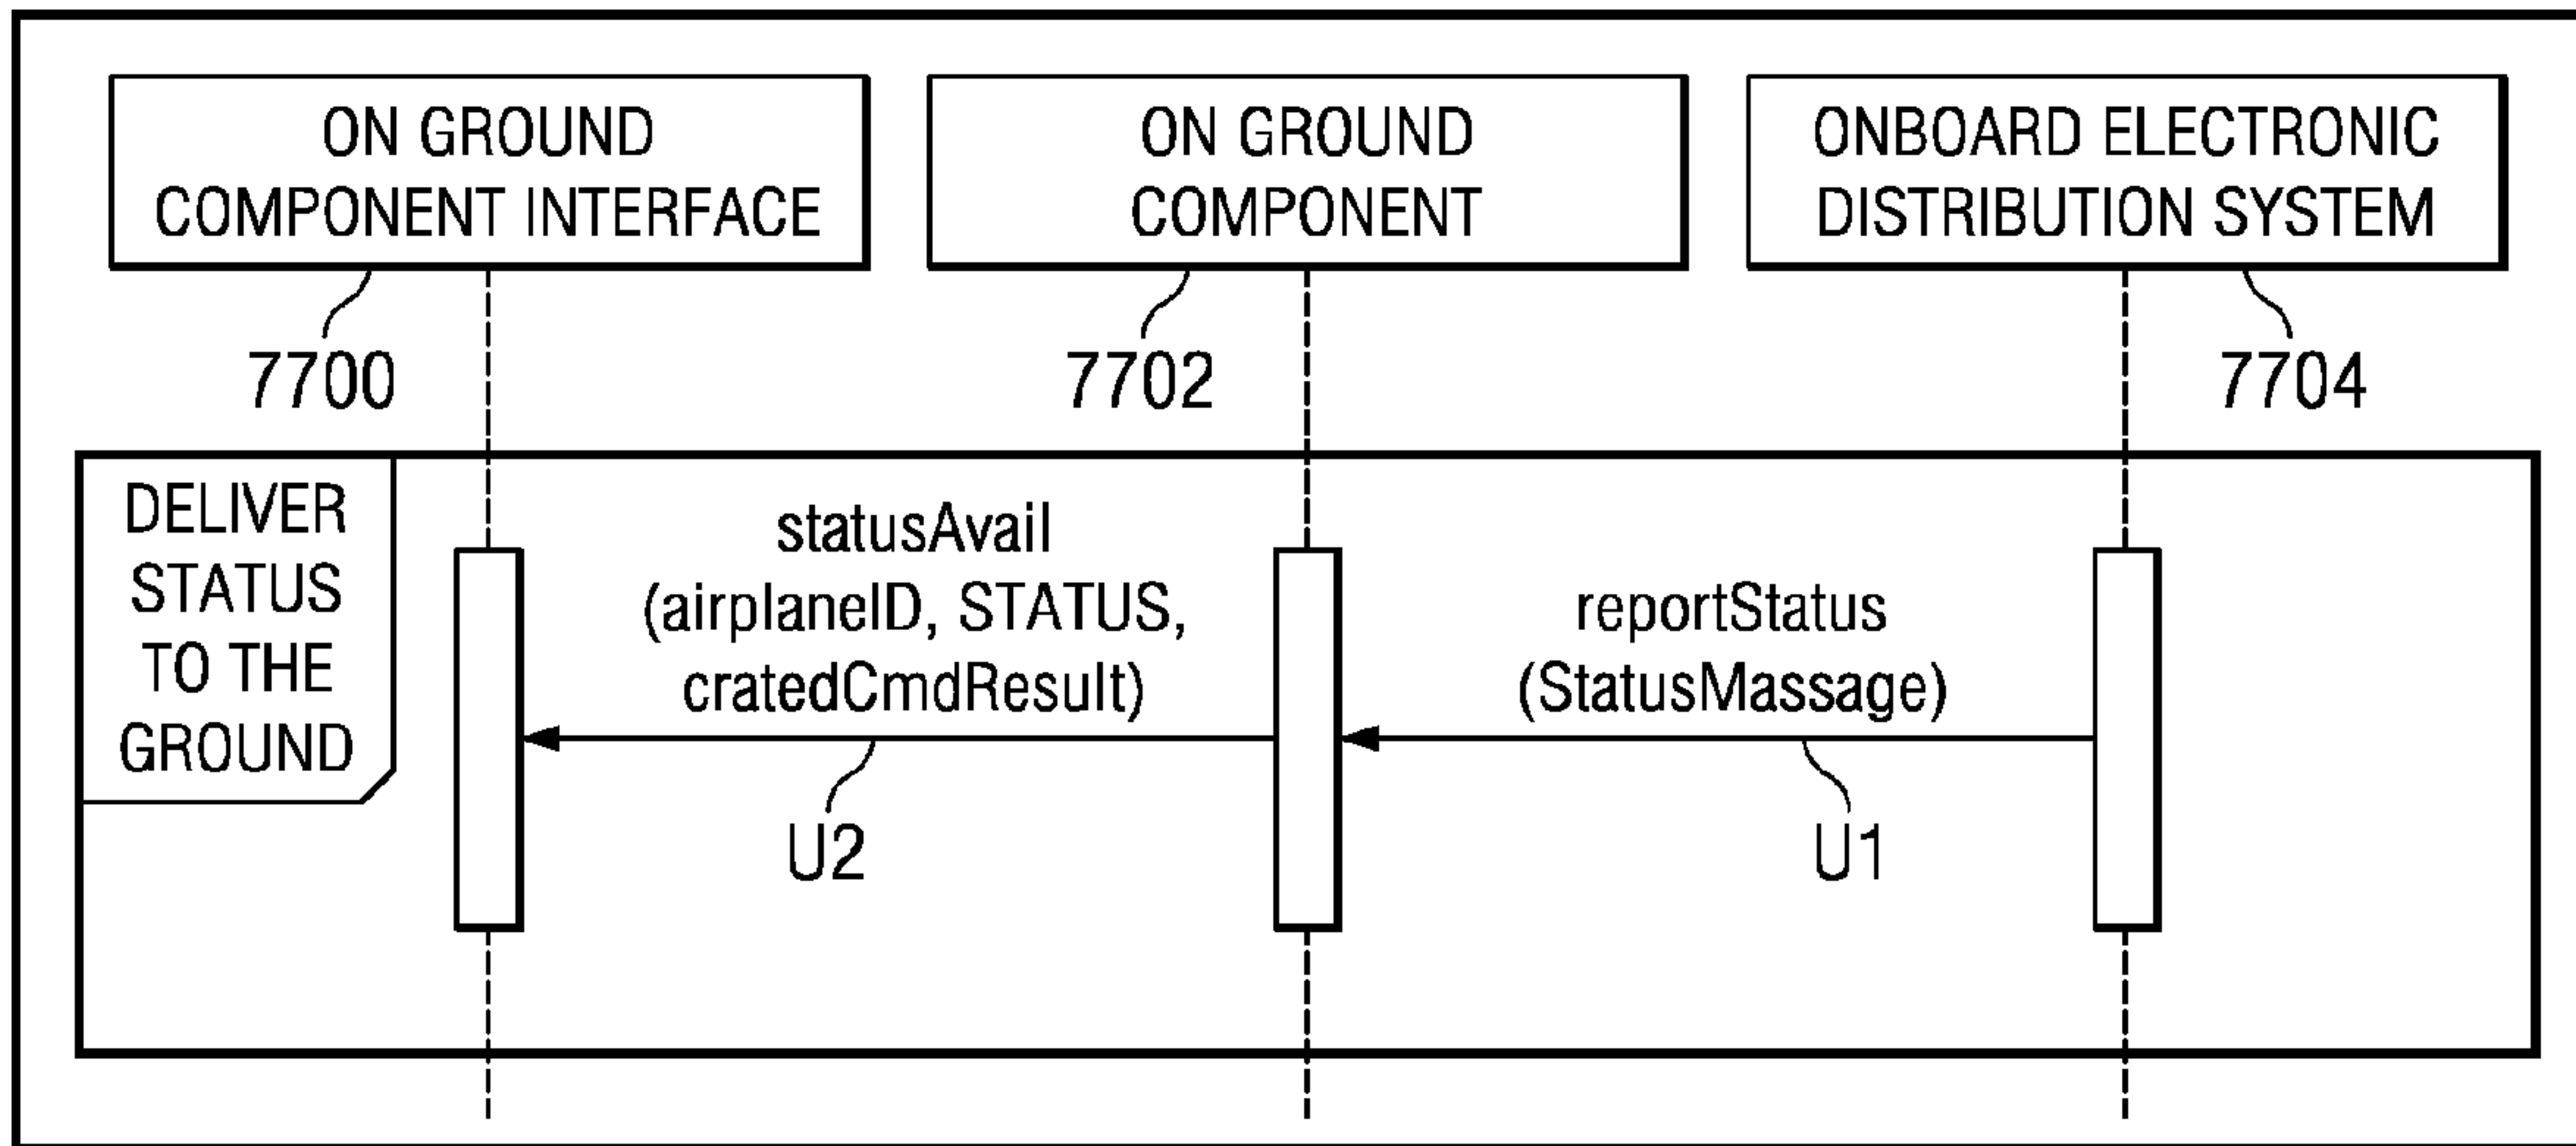 ON GROUND
COMPONENT INTERFACE
ON GROUND
COMPONENT
ONBOARD ELECTRONIC
DISTRIBUTION SYSTEM
7700
7702
7704
DELIVER
STATUS
TO THE
GROUND
statusAvail
(airplaneID, STATUS,
cratedCmdResult)
reportStatus
(StatusMassage)
U2
U1